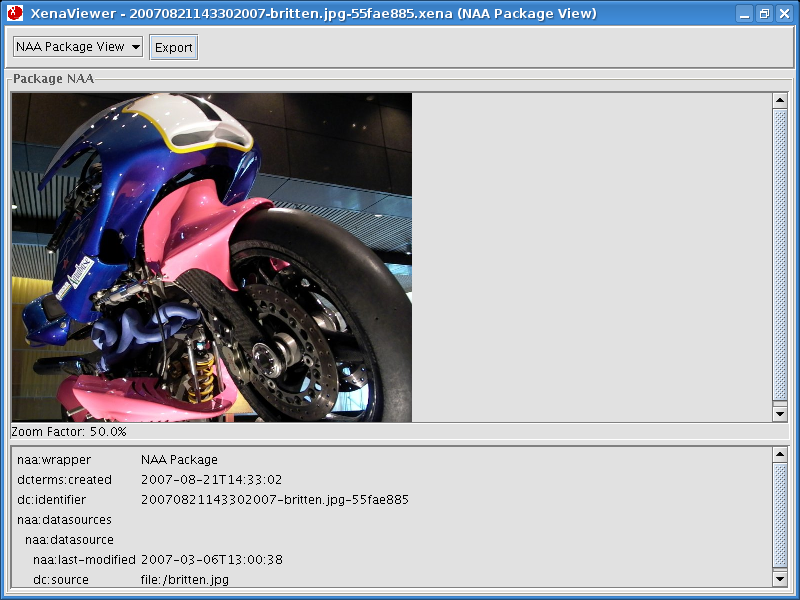 XenaViewer - 20070821143302007-britten.jpg-55fae885.xena (NAA Package View)
NAA Package View Export
Package NAA
Zoom Factor: 50.0%
naa:wrapper NAA Package
dcterms:created 2007-08-21T14:33:02
dc:identifier 20070821143302007-britten.jpg-55fae885
naa:datasources
naa:datasource
naa:last-modified 2007-03-06T13:00:38
dc:source file:/britten.jpg